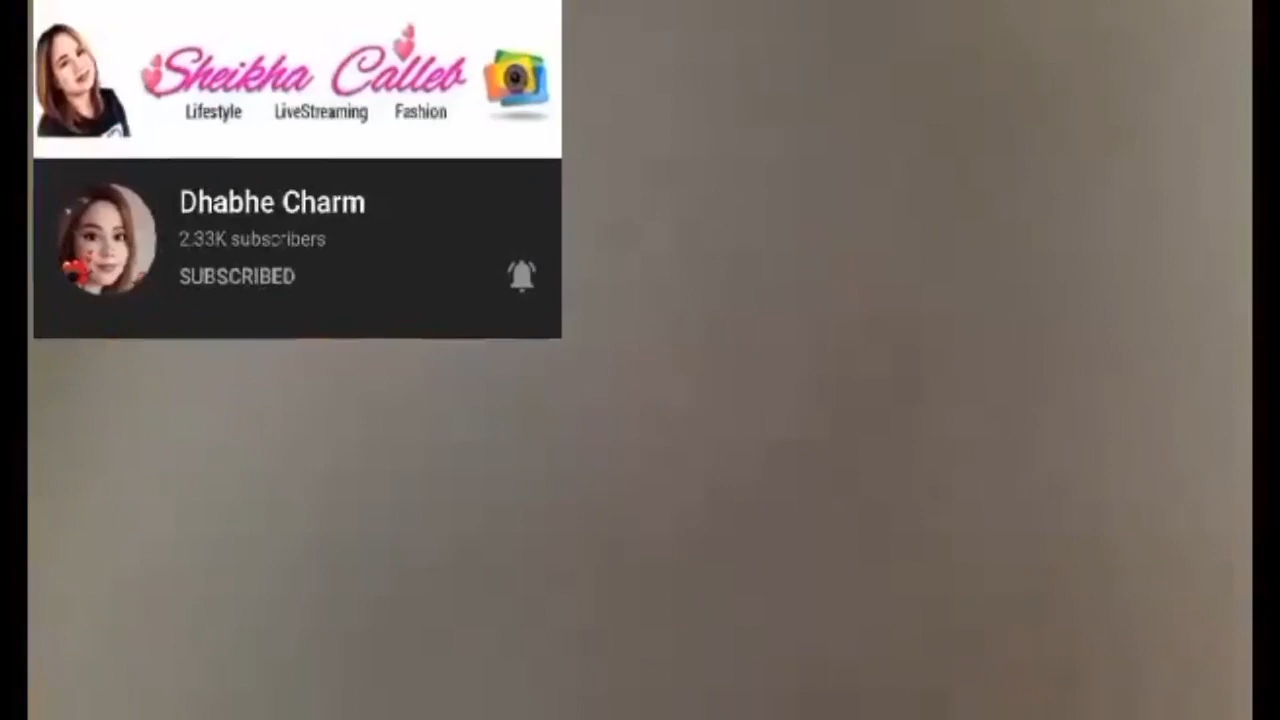 Sheikha Calleb
Lifestyle LiveStreaming Fashion
Dhabhe Charm
2.33K subscribers
SUBSCRIBED